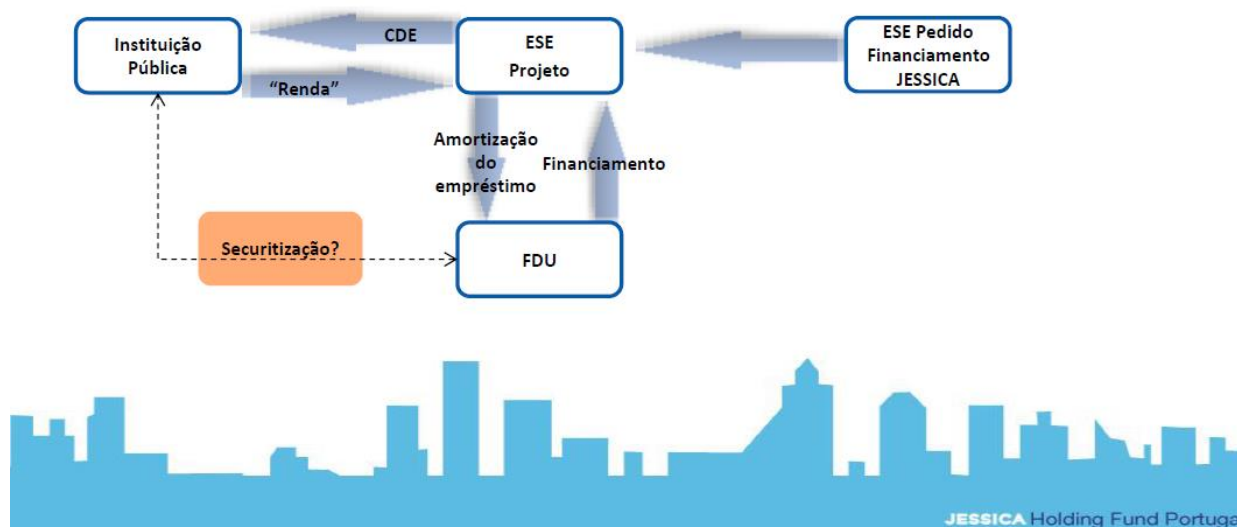 Instituição
Pública
CDE
ESE
Projeto
ESE Pedido
Financiamento
JESSICA
“Renda”
Amortização
do
empréstimo
Financiamento
Securitização?
FDU
JESSICA Holding Fund Portuga